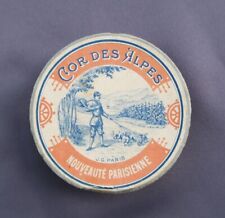 COR DES ALPES
J.G. PARIS
NOUVEAUTÉ PARISIENNE